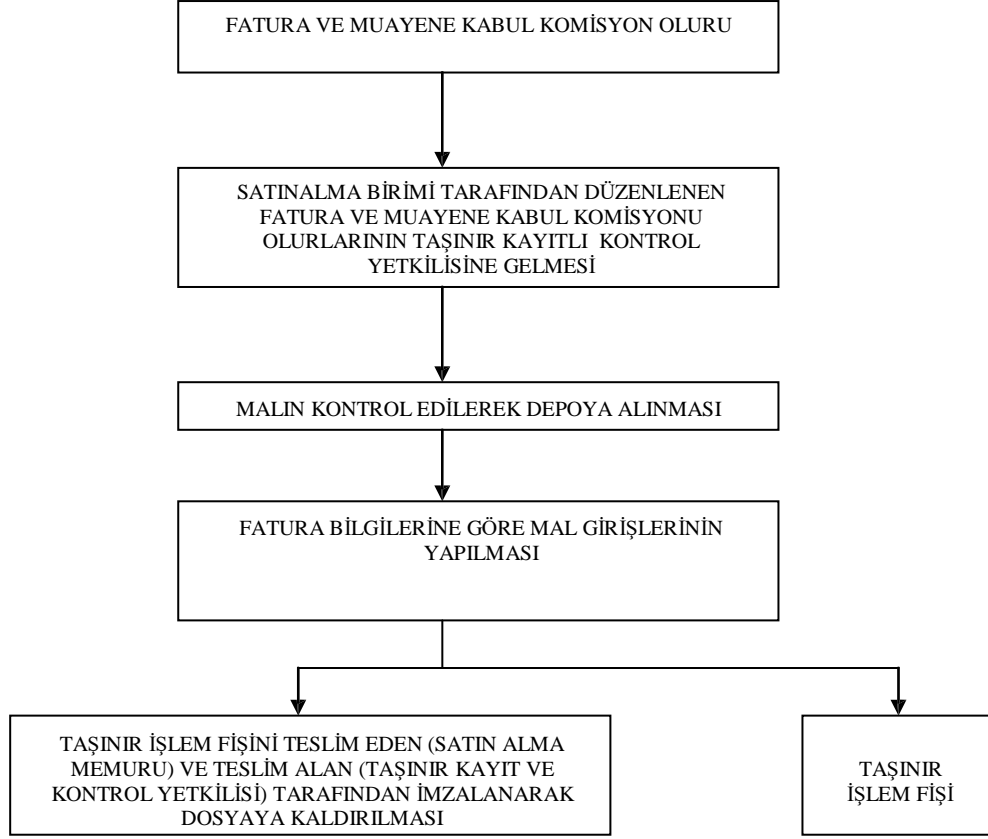 FATURA VE MUAYENE KABUL KOMİSYON OLURU
SATINALMA BİRİMİ TARAFINDAN DÜZENLENEN
FATURA VE MUAYENE KABUL KOMİSYONU
OLURLARININ TAŞINIR KAYITLI KONTROL
YETKİLİSİNE GELMESİ
MALIN KONTROL EDİLEREK DEPOYA ALINMASI
FATURA BİLGİLERİNE GÖRE MAL GİRİŞLERİNİN
YAPILMASI
TAŞINIR İŞLEM FİŞİNİ TESLİM EDEN (SATIN ALMA
MEMURU) VE TESLİM ALAN (TAŞINIR KAYIT VE
KONTROL YETKİLİSİ) TARAFINDAN İMZALANARAK
DOSYAYA KALDIRILMASI
TAŞINIR
İŞLEM FİŞİ